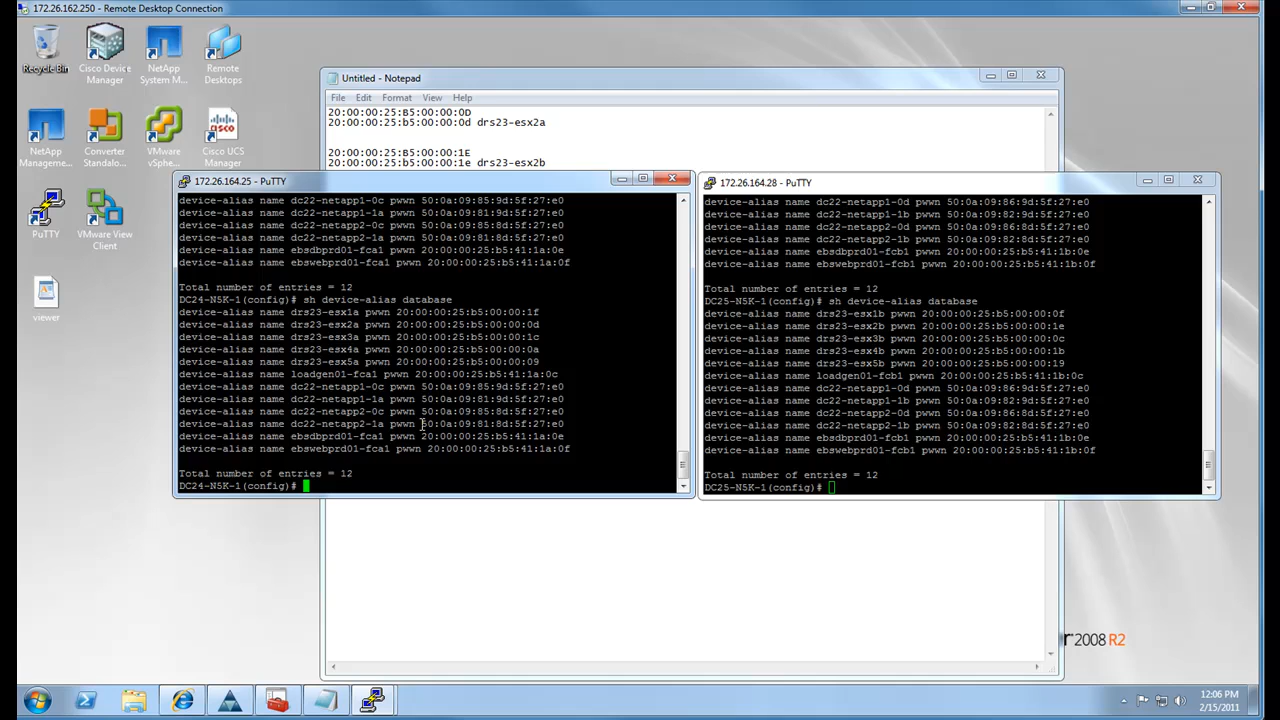 172.26.162.250 - Remote Desktop Connection
Recycle Bin
Cisco Device Manager
NetApp System M...
Remote Desktops
NetApp Manageme...
Converter Standalo...
VMware vSphe...
Cisco UCS Manager
PuTTY
VMware View Client
viewer
Untitled - Notepad
File Edit Format View Help
20:00:00:25:B5:00:00:0D
20:00:00:25:b5:00:00:0d drs23-esx2a
20:00:00:25:B5:00:00:1E
20:00:00:25:b5:00:00:1e drs23-esx2b
172.26.164.25 - PuTTY
device-alias name dc22-netapp1-0c pwwn 50:0a:09:85:9d:5f:27:e0
device-alias name dc22-netapp1-1a pwwn 50:0a:09:81:9d:5f:27:e0
device-alias name dc22-netapp2-0c pwwn 50:0a:09:85:8d:5f:27:e0
device-alias name dc22-netapp2-1a pwwn 50:0a:09:81:8d:5f:27:e0
device-alias name ebsdbprd01-fca1 pwwn 20:00:00:25:b5:41:1a:0e
device-alias name ebswebprd01-fca1 pwwn 20:00:00:25:b5:41:1a:0f
Total number of entries = 12
DC24-N5K-1(config)# sh device-alias database
device-alias name drs23-esx1a pwwn 20:00:00:25:b5:00:00:1f
device-alias name drs23-esx2a pwwn 20:00:00:25:b5:00:00:0d
device-alias name drs23-esx3a pwwn 20:00:00:25:b5:00:00:1c
device-alias name drs23-esx4a pwwn 20:00:00:25:b5:00:00:0a
device-alias name drs23-esx5a pwwn 20:00:00:25:b5:00:00:09
device-alias name loadgen01-fca1 pwwn 20:00:00:25:b5:41:1a:0c
device-alias name dc22-netapp1-0c pwwn 50:0a:09:85:9d:5f:27:e0
device-alias name dc22-netapp1-1a pwwn 50:0a:09:81:9d:5f:27:e0
device-alias name dc22-netapp2-0c pwwn 50:0a:09:85:8d:5f:27:e0
device-alias name dc22-netapp2-1a pwwn 50:0a:09:81:8d:5f:27:e0
device-alias name ebsdbprd01-fca1 pwwn 20:00:00:25:b5:41:1a:0e
device-alias name ebswebprd01-fca1 pwwn 20:00:00:25:b5:41:1a:0f
Total number of entries = 12
DC24-N5K-1(config)#
172.26.164.28 - PuTTY
device-alias name dc22-netapp1-0d pwwn 50:0a:09:86:9d:5f:27:e0
device-alias name dc22-netapp1-1b pwwn 50:0a:09:82:9d:5f:27:e0
device-alias name dc22-netapp2-0d pwwn 50:0a:09:86:8d:5f:27:e0
device-alias name dc22-netapp2-1b pwwn 50:0a:09:82:8d:5f:27:e0
device-alias name ebsdbprd01-fcb1 pwwn 20:00:00:25:b5:41:1b:0e
device-alias name ebswebprd01-fcb1 pwwn 20:00:00:25:b5:41:1b:0f
Total number of entries = 12
DC25-N5K-1(config)# sh device-alias database
device-alias name drs23-esx1b pwwn 20:00:00:25:b5:00:00:0f
device-alias name drs23-esx2b pwwn 20:00:00:25:b5:00:00:1e
device-alias name drs23-esx3b pwwn 20:00:00:25:b5:00:00:0c
device-alias name drs23-esx4b pwwn 20:00:00:25:b5:00:00:1b
device-alias name drs23-esx5b pwwn 20:00:00:25:b5:00:00:19
device-alias name loadgen01-fcb1 pwwn 20:00:00:25:b5:41:1b:0c
device-alias name dc22-netapp1-0d pwwn 50:0a:09:86:9d:5f:27:e0
device-alias name dc22-netapp1-1b pwwn 50:0a:09:82:9d:5f:27:e0
device-alias name dc22-netapp2-0d pwwn 50:0a:09:86:8d:5f:27:e0
device-alias name dc22-netapp2-1b pwwn 50:0a:09:82:8d:5f:27:e0
device-alias name ebsdbprd01-fcb1 pwwn 20:00:00:25:b5:41:1b:0e
device-alias name ebswebprd01-fcb1 pwwn 20:00:00:25:b5:41:1b:0f
Total number of entries = 12
DC25-N5K-1(config)#
r 2008 R2
12:06 PM
2/15/2011